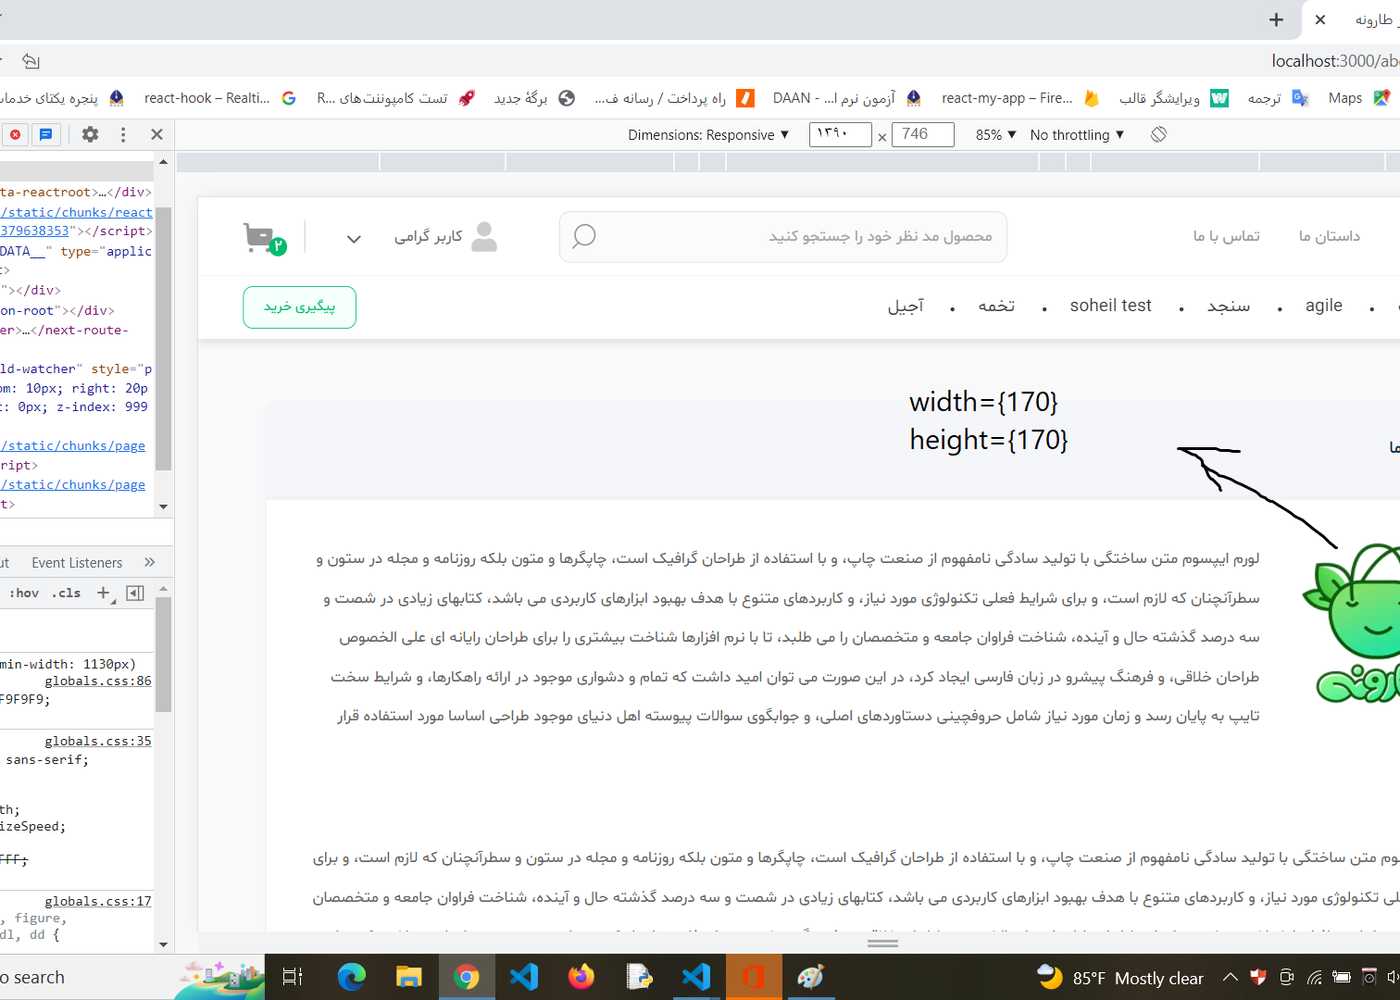 ر طارونه
localhost:3000/ab
پنجره یکتای خدمات
react-hook – Realti...
تست کامپوننت‌های R...
برگهٔ جدید
راه پرداخت / رسانه ف...
آزمون نرم ا... - DAAN
react-my-app – Fire...
ویرایشگر قالب
ترجمه
Maps
Dimensions: Responsive ▼
۱۳۹۰ × 746
85% ▼
No throttling ▼
ta-reactroot>…</div>
/static/chunks/react
379638353"></script>
DATA__" type="applic
t>
"></div>
on-root"></div>
er>…</next-route-
ld-watcher" style="p
om: 10px; right: 20p
t: 0px; z-index: 999
/static/chunks/page
ript>
/static/chunks/page
t>
ut Event Listeners »
:hov .cls +
min-width: 1130px)
globals.css:86
F9F9F9;
globals.css:35
sans-serif;
th;
izeSpeed;
FFF;
globals.css:17
, figure,
dl, dd {
داستان ما
تماس با ما
محصول مد نظر خود را جستجو کنید
کاربر گرامی
۲
agile • سنجد • soheil test • تخمه • آجیل
پیگیری خرید
width={170}
height={170}
ما
لورم ایپسوم متن ساختگی با تولید سادگی نامفهوم از صنعت چاپ، و با استفاده از طراحان گرافیک است، چاپگرها و متون بلکه روزنامه و مجله در ستون و
سطرآنچنان که لازم است، و برای شرایط فعلی تکنولوژی مورد نیاز، و کاربردهای متنوع با هدف بهبود ابزارهای کاربردی می باشد، کتابهای زیادی در شصت و
سه درصد گذشته حال و آینده، شناخت فراوان جامعه و متخصصان را می طلبد، تا با نرم افزارها شناخت بیشتری را برای طراحان رایانه ای علی الخصوص
طراحان خلاقی، و فرهنگ پیشرو در زبان فارسی ایجاد کرد، در این صورت می توان امید داشت که تمام و دشواری موجود در ارائه راهکارها، و شرایط سخت
تایپ به پایان رسد و زمان مورد نیاز شامل حروفچینی دستاوردهای اصلی، و جوابگوی سوالات پیوسته اهل دنیای موجود طراحی اساسا مورد استفاده قرار
ارونه
وم متن ساختگی با تولید سادگی نامفهوم از صنعت چاپ، و با استفاده از طراحان گرافیک است، چاپگرها و متون بلکه روزنامه و مجله در ستون و سطرآنچنان که لازم است، و برای
لی تکنولوژی مورد نیاز، و کاربردهای متنوع با هدف بهبود ابزارهای کاربردی می باشد، کتابهای زیادی در شصت و سه درصد گذشته حال و آینده، شناخت فراوان جامعه و متخصصان
o search
85°F Mostly clear